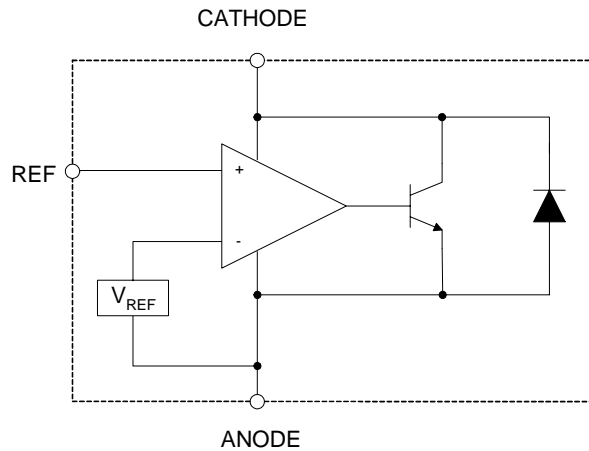 CATHODE
REF
+
-
VREF
ANODE